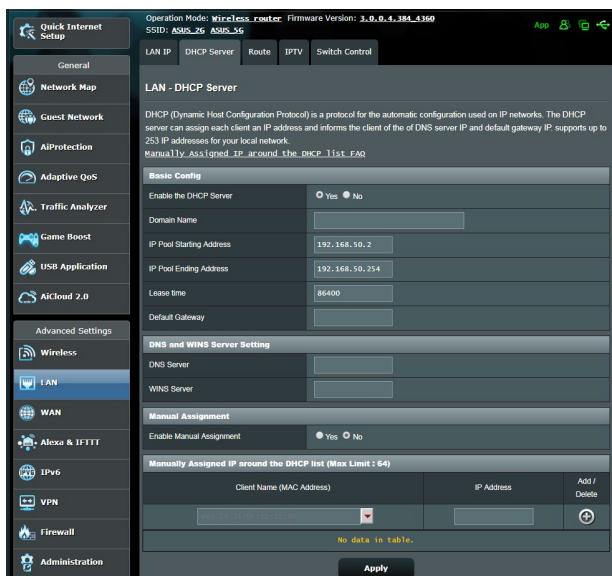 Quick Internet
Setup
Operation Mode: Wireless router Firmware Version: 3.0.0.4.384_4360
SSID: ASUS_2G ASUS_5G
App
LAN IP DHCP Server Route IPTV Switch Control
General
Network Map
Guest Network
AiProtection
Adaptive QoS
Traffic Analyzer
Game Boost
USB Application
AiCloud 2.0
Advanced Settings
Wireless
LAN
WAN
Alexa & IFTTT
IPv6
VPN
Firewall
Administration
LAN - DHCP Server
DHCP (Dynamic Host Configuration Protocol) is a protocol for the automatic configuration used on IP networks. The DHCP
server can assign each client an IP address and informs the client of the of DNS server IP and default gateway IP. supports up to
253 IP addresses for your local network.
Manually Assigned IP around the DHCP list FAQ
Basic Config
Enable the DHCP Server Yes No
Domain Name
IP Pool Starting Address 192.168.50.2
IP Pool Ending Address 192.168.50.254
Lease time 86400
Default Gateway
DNS and WINS Server Setting
DNS Server
WINS Server
Manual Assignment
Enable Manual Assignment Yes No
Manually Assigned IP around the DHCP list (Max Limit : 64)
Client Name (MAC Address) IP Address Add /
Delete
No data in table.
Apply